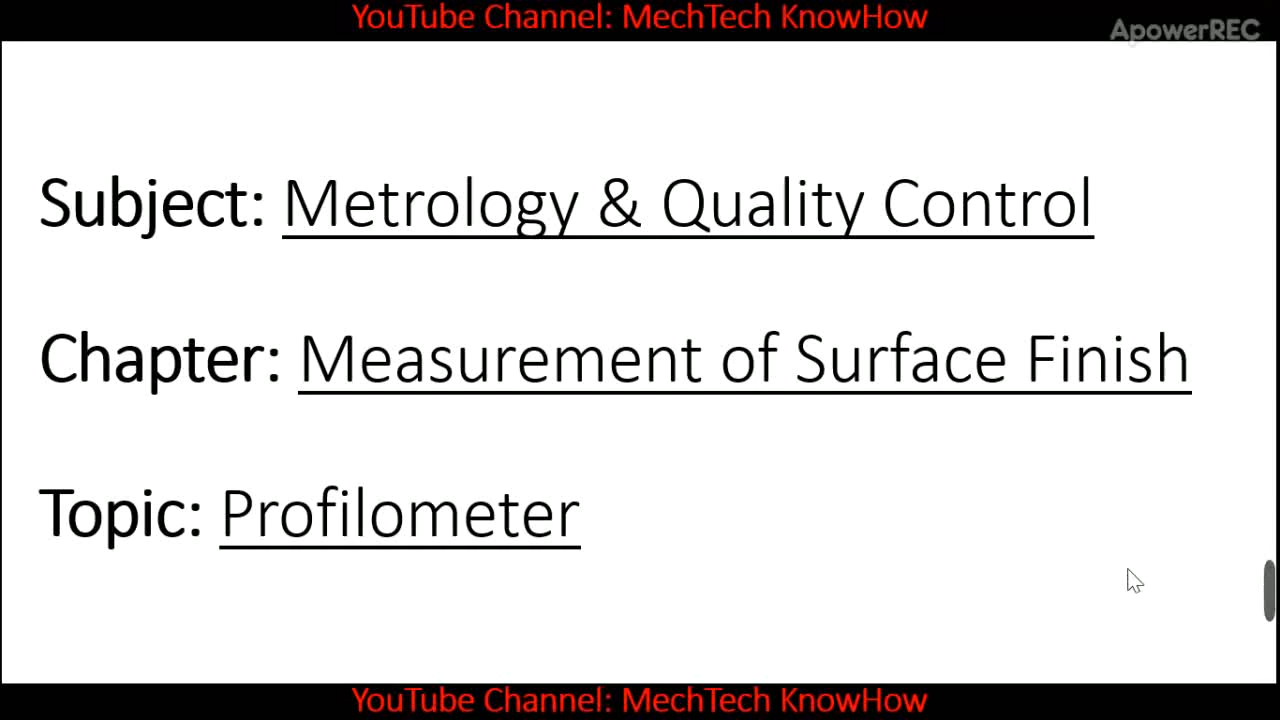 YouTube Channel: MechTech KnowHow
ApowerREC
Subject: Metrology & Quality Control
Chapter: Measurement of Surface Finish
Topic: Profilometer
YouTube Channel: MechTech KnowHow